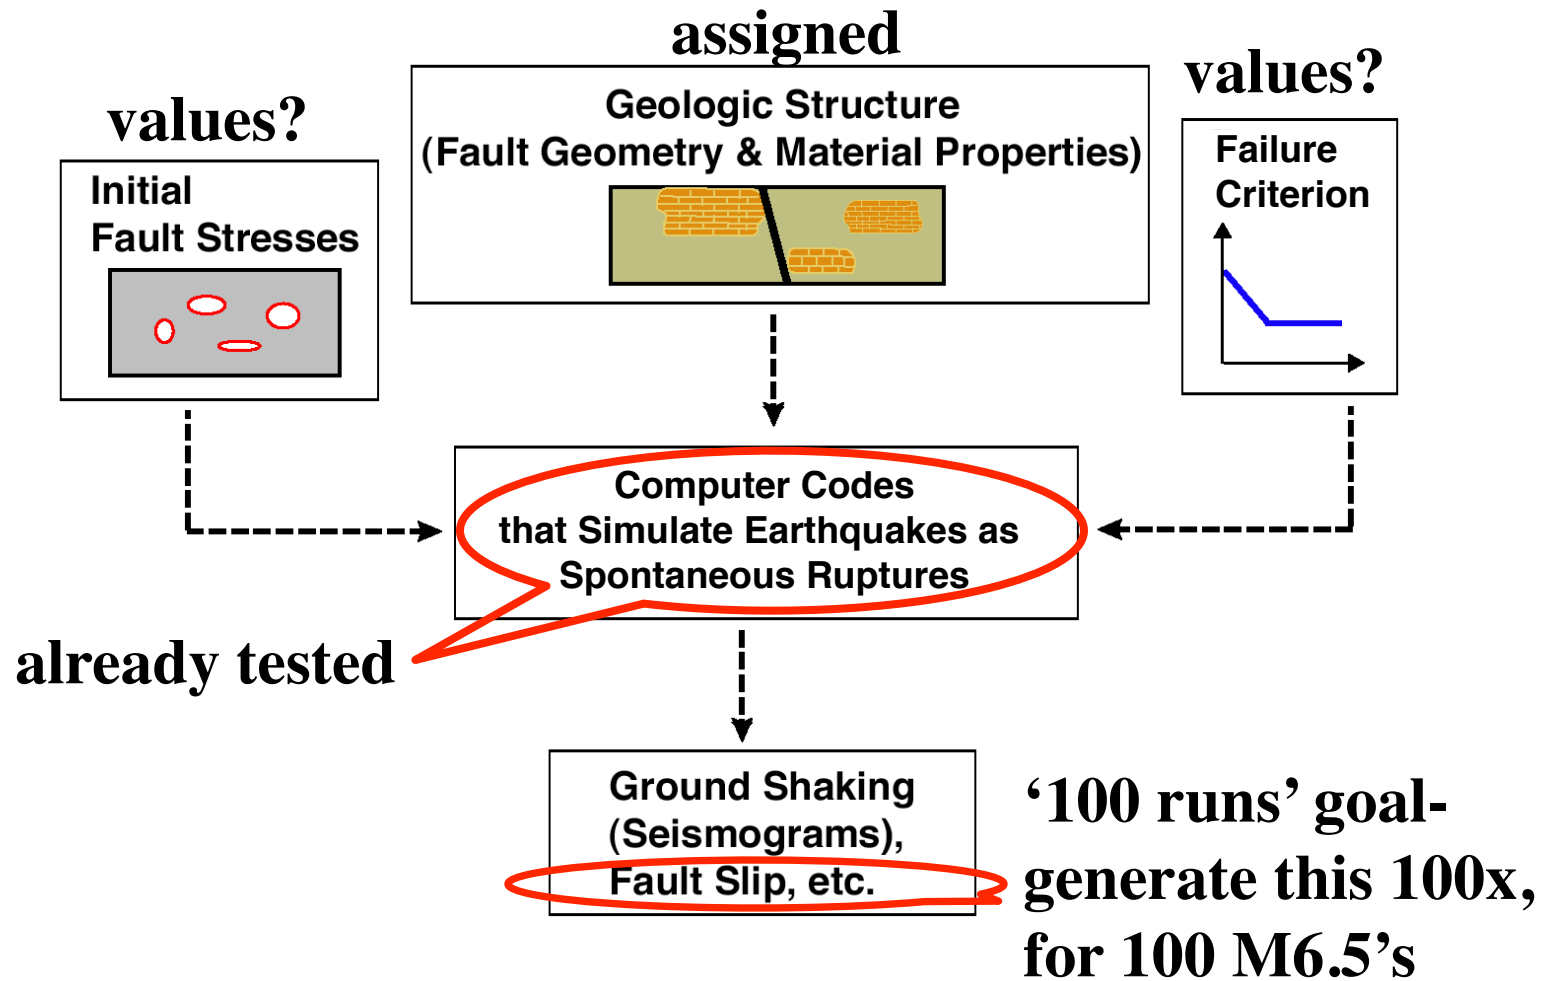 assigned
values?
values?
Geologic Structure
(Fault Geometry & Material Properties)
Initial
Fault Stresses
Failure
Criterion
Computer Codes
that Simulate Earthquakes as
Spontaneous Ruptures
already tested
Ground Shaking
(Seismograms),
Fault Slip, etc.
‘100 runs’ goal-
generate this 100x,
for 100 M6.5’s